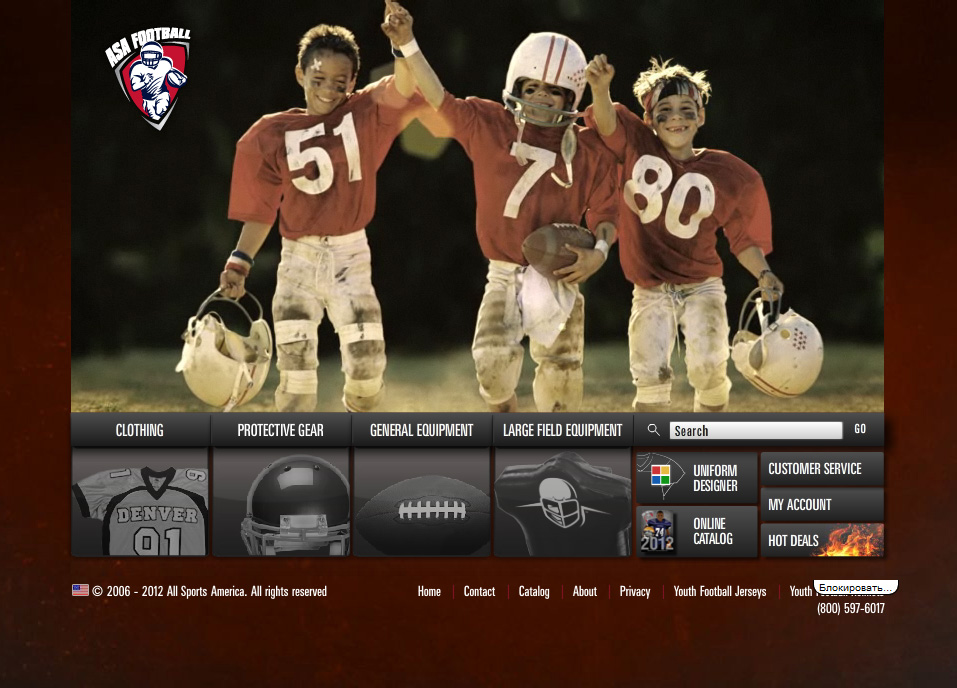 ASA FOOTBALL
51
7
80
CLOTHING
PROTECTIVE GEAR
GENERAL EQUIPMENT
LARGE FIELD EQUIPMENT
Search
GO
DENVER
91
UNIFORM
DESIGNER
74
2012
ONLINE
CATALOG
CUSTOMER SERVICE
MY ACCOUNT
HOT DEALS
© 2006 - 2012 All Sports America. All rights reserved
Home
Contact
Catalog
About
Privacy
Youth Football Jerseys
Youth
Блокировать...
(800) 597-6017